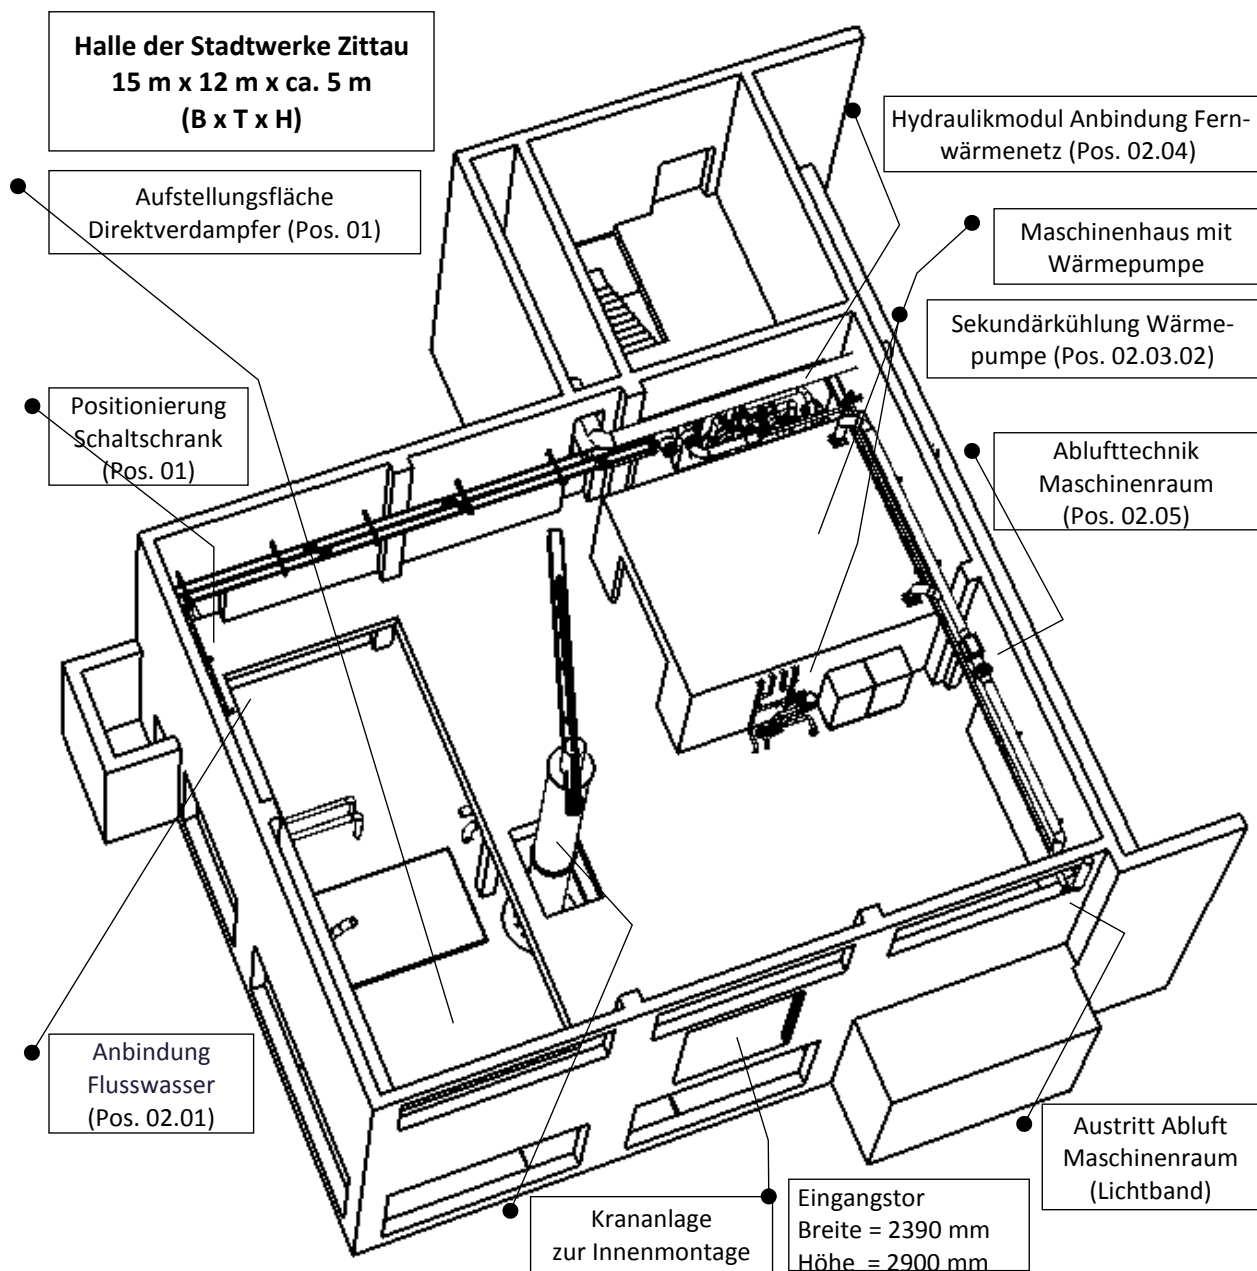 Halle der Stadtwerke Zittau
15 m x 12 m x ca. 5 m
(B x T x H)
Aufstellungsfläche
Direktverdampfer (Pos. 01)
Hydraulikmodul Anbindung Fern-
wärmenetz (Pos. 02.04)
Maschinenhaus mit
Wärmepumpe
Sekundärkühlung Wärme-
pumpe (Pos. 02.03.02)
Positionierung
Schaltschrank
(Pos. 01)
Ablufttechnik
Maschinenraum
(Pos. 02.05)
Anbindung
Flusswasser
(Pos. 02.01)
Austritt Abluft
Maschinenraum
(Lichtband)
Krananlage
zur Innenmontage
Eingangstor
Breite = 2390 mm
Höhe  = 2900 mm